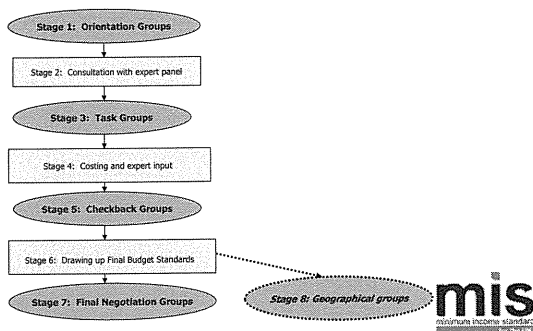 Stage 1: Orientation Groups
Stage 2: Consultation with expert panel
Stage 3: Task Groups
Stage 4: Costing and expert input
Stage 5: Checkback Groups
Stage 6: Drawing up Final Budget Standards
Stage 7: Final Negotiation Groups
Stage 8: Geographical groups
mis
minimum income standard